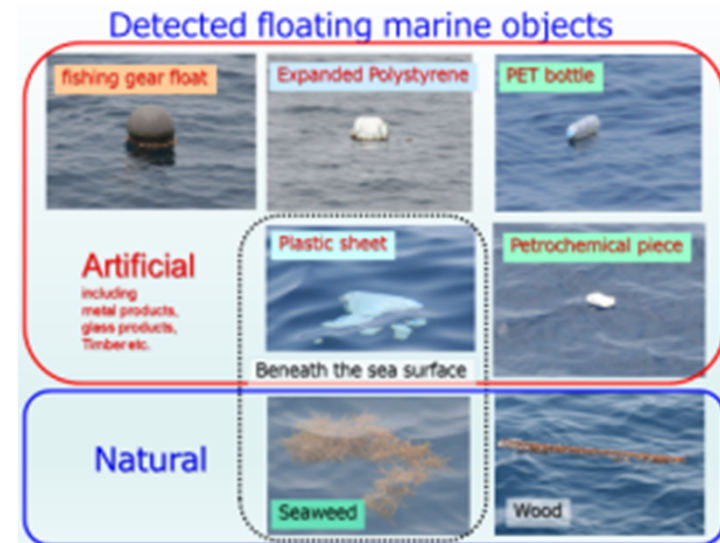 Detected floating marine objects
fishing gear float
Expanded Polystyrene
PET bottle
Artificial
including
metal products,
glass products,
Timber etc.
Plastic sheet
Petrochemical piece
Beneath the sea surface
Natural
Seaweed
Wood